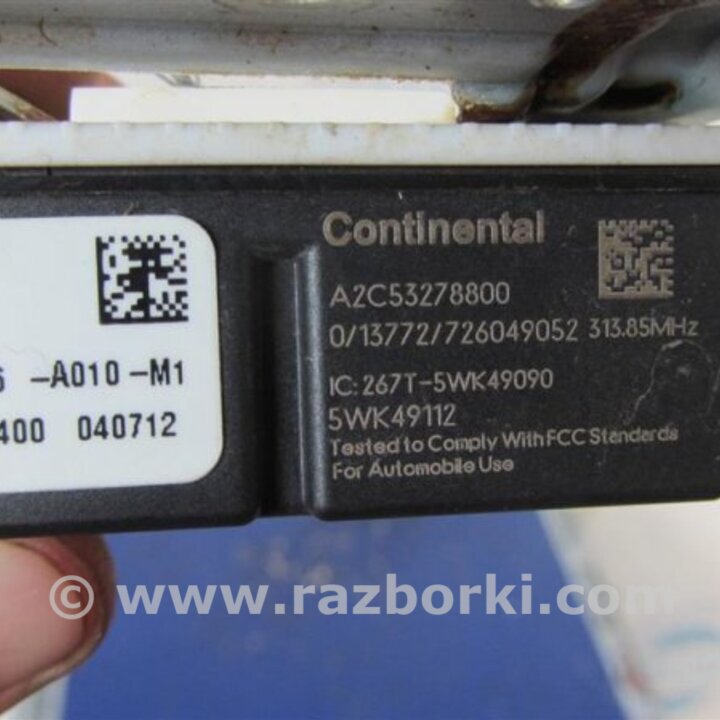 Continental
A2C53278800
0/13772/726049052 313.85MHz
IC: 267T-5WK49090
5WK49112
Tested to Comply With FCC Standards
For Automobile Use
-A010-M1
400 040712
© www.razborki.com